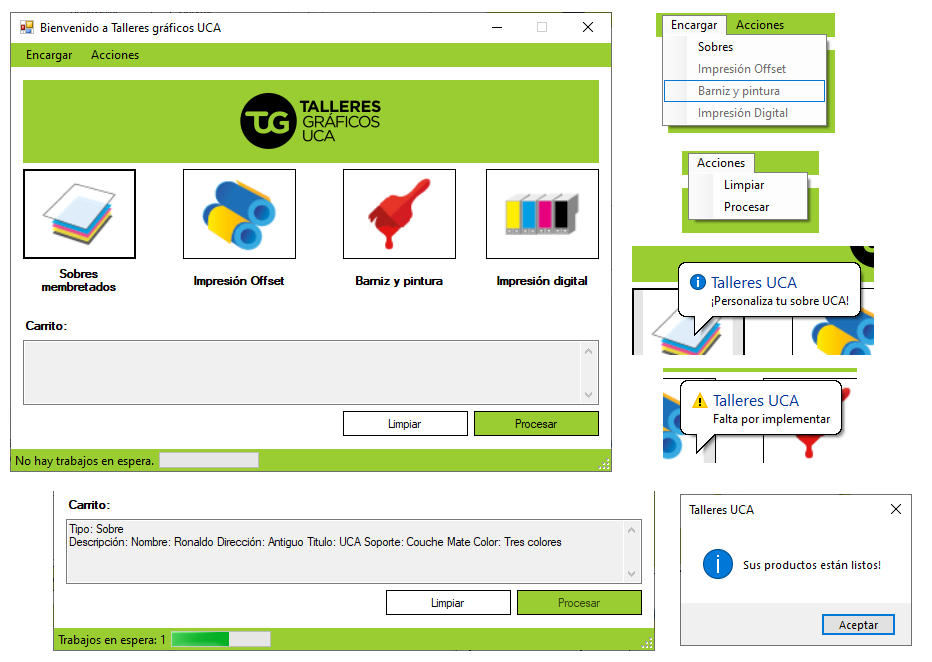 Bienvenido a Talleres gráficos UCA
Encargar Acciones
TG TALLERES
GRÁFICOS
UCA
Sobres
membretados
Impresión Offset
Barniz y pintura
Impresión digital
Carrito:
Limpiar
Procesar
No hay trabajos en espera.
Encargar Acciones
Sobres
Impresión Offset
Barniz y pintura
Impresión Digital
Acciones
Limpiar
Procesar
Talleres UCA
¡Personaliza tu sobre UCA!
Talleres UCA
Falta por implementar
Carrito:
Tipo: Sobre
Descripción: Nombre: Ronaldo Dirección: Antiguo Titulo: UCA Soporte: Couche Mate Color: Tres colores
Limpiar
Procesar
Trabajos en espera: 1
Talleres UCA
Sus productos están listos!
Aceptar